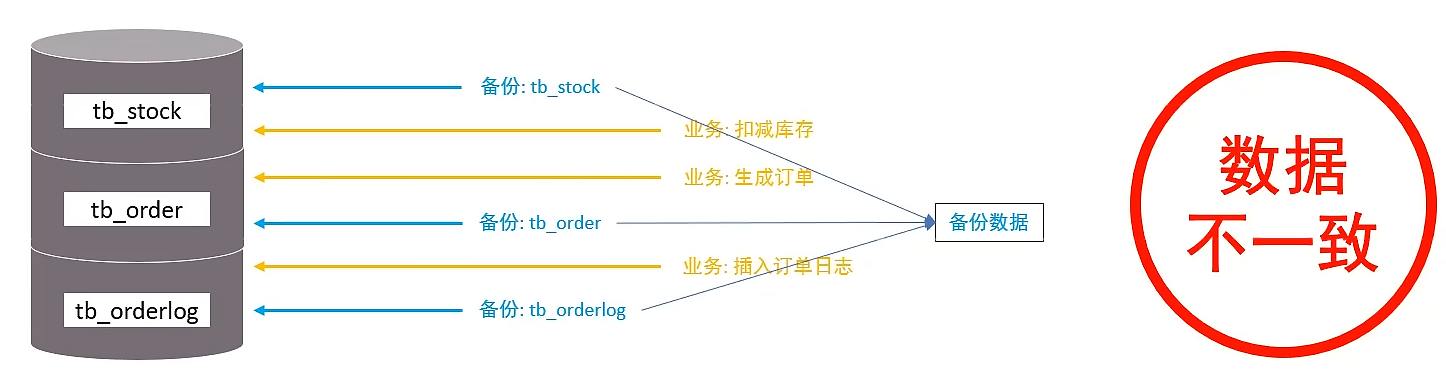 tb_stock
tb_order
tb_orderlog
备份: tb_stock
业务: 扣减库存
业务: 生成订单
备份: tb_order
业务: 插入订单日志
备份: tb_orderlog
备份数据
数据
不一致